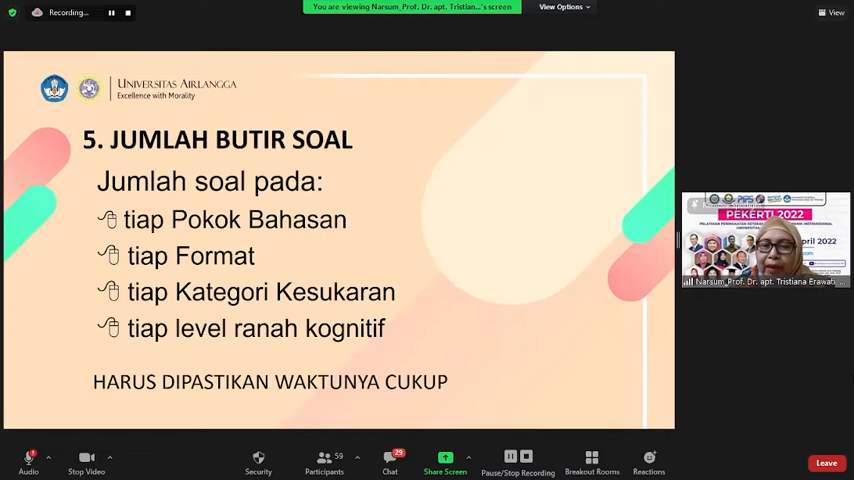 Recording...
You are viewing Narsum_Prof. Dr. apt. Tristian...'s screen
View Options
View
UNIVERSITAS AIRLANGGA
Excellence with Morality
5. JUMLAH BUTIR SOAL
Jumlah soal pada:
tiap Pokok Bahasan
tiap Format
tiap Kategori Kesukaran
tiap level ranah kognitif
HARUS DIPASTIKAN WAKTUNYA CUKUP
PEKERTI 2022
April 2022
Narsum_Prof. Dr. apt. Tristiana Erawati, ...
Audio
Stop Video
Security
59
Participants
29
Chat
Share Screen
Pause/Stop Recording
Breakout Rooms
Reactions
Leave